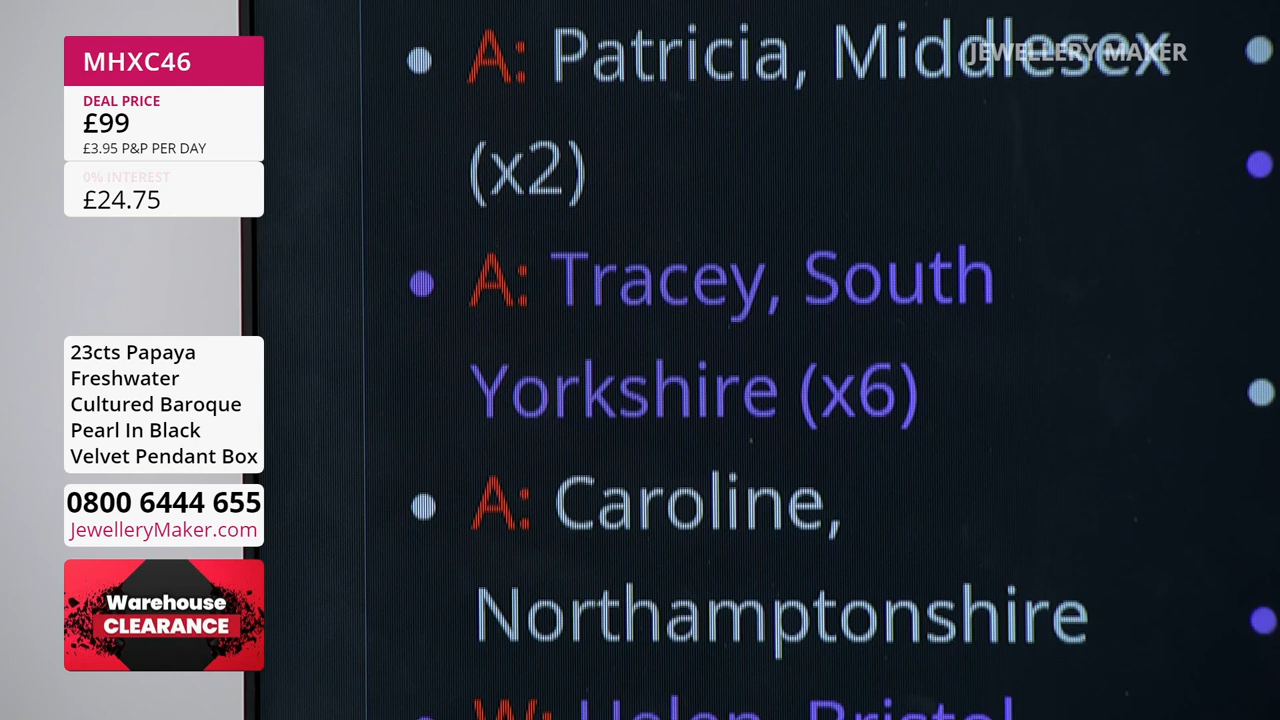 MHXC46
DEAL PRICE
£99
£3.95 P&P PER DAY
0% INTEREST
£24.75
23cts Papaya
Freshwater
Cultured Baroque
Pearl In Black
Velvet Pendant Box
0800 6444 655
JewelleryMaker.com
Warehouse
CLEARANCE
JEWELLERY MAKER
A: Patricia, Middlesex
(x2)
A: Tracey, South
Yorkshire (x6)
A: Caroline,
Northamptonshire
W: Helen, Bristol